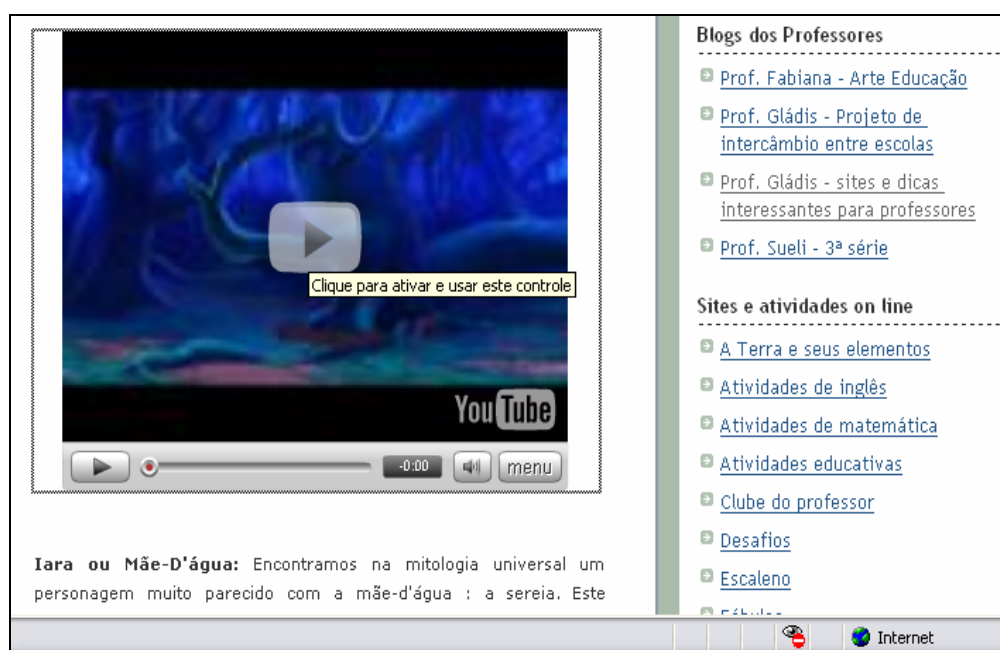 Clique para ativar e usar este controle
YouTube
-0:00
menu
Iara ou Mãe-D'água: Encontramos na mitologia universal um
personagem muito parecido com a mãe-d'água : a sereia. Este
Blogs dos Professores
Prof. Fabiana - Arte Educação
Prof. Gládis - Projeto de
intercâmbio entre escolas
Prof. Gládis - sites e dicas
interessantes para professores
Prof. Sueli - 3ª série
Sites e atividades on line
A Terra e seus elementos
Atividades de inglês
Atividades de matemática
Atividades educativas
Clube do professor
Desafios
Escaleno
Internet